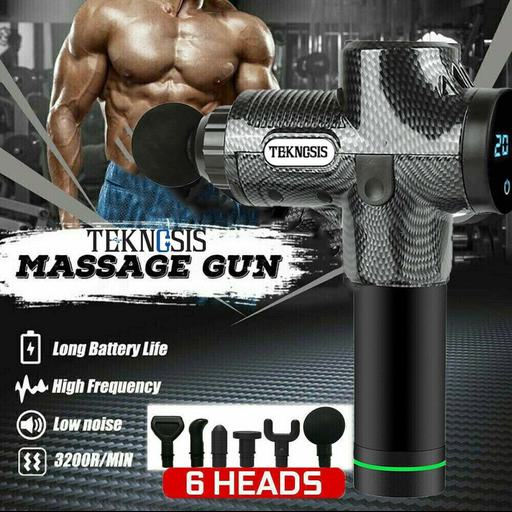 TEKNGSIS
20
TEKNGSIS
MASSAGE GUN
Long Battery Life
High Frequency
Low noise
3200R/MIN
6 HEADS